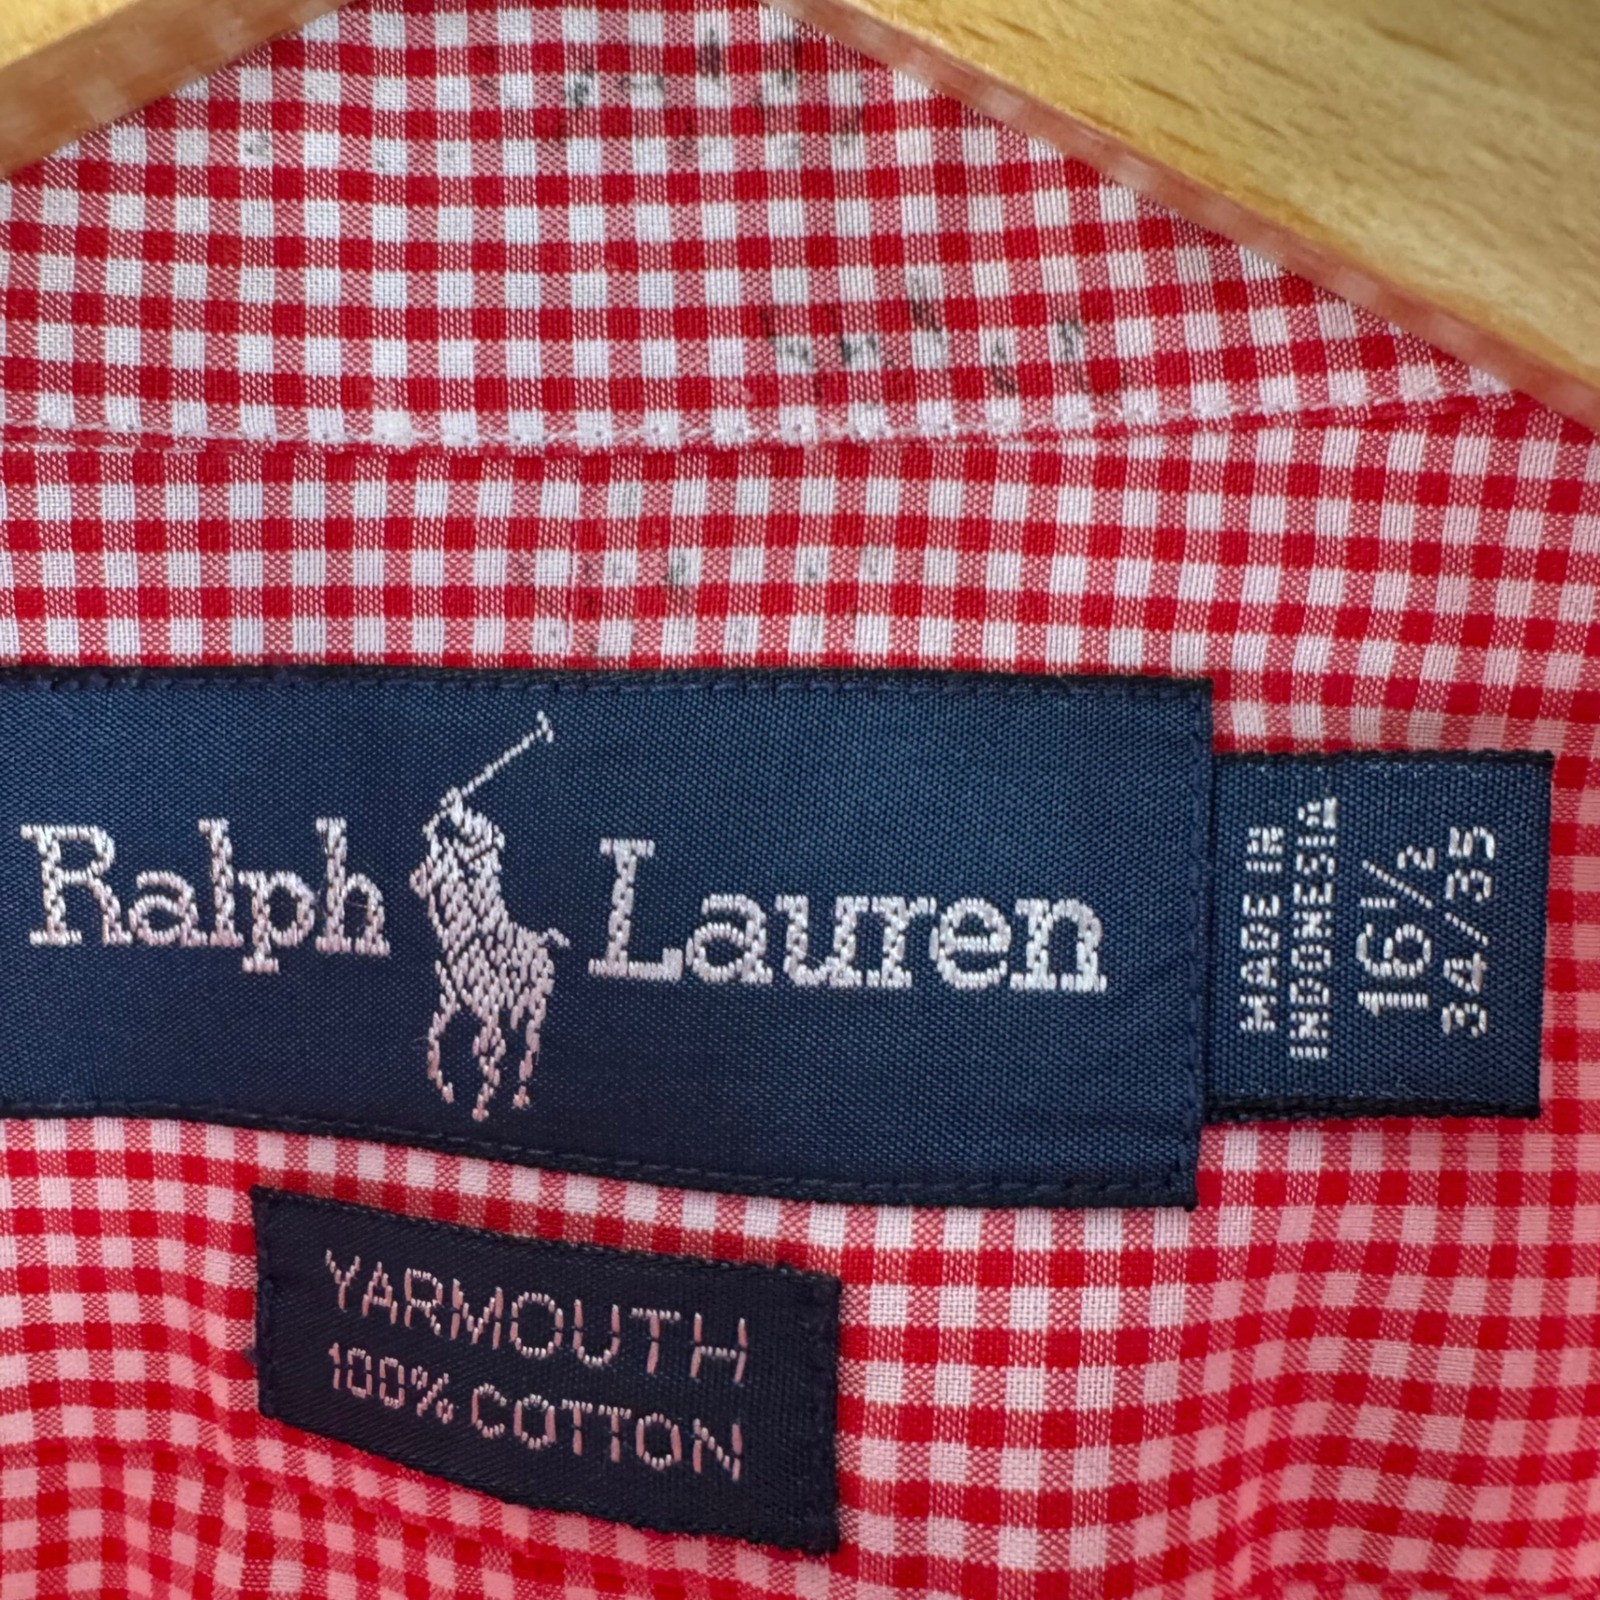 Ralph Lauren
MADE IN
INDONESIA
16½
34/35
YARMOUTH
100% COTTON